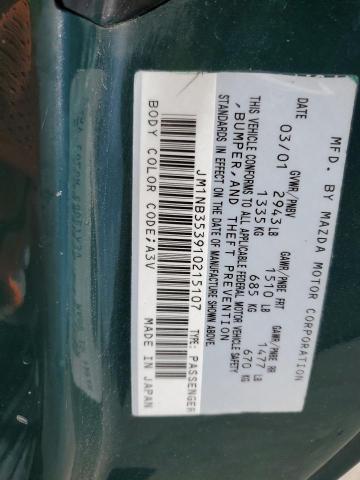 MFD. BY MAZDA MOTOR CORPORATION
DATE GVWR/PNBV GAWR/PNBE FRT GAWR/PNBE RR
03/01 2943 LB 1510 LB 1477 LB
1335 KG 685 KG 670 KG
THIS VEHICLE CONFORMS TO ALL APPLICABLE FEDERAL MOTOR VEHICLE SAFETY
, BUMPER, AND THEFT PREVENTION
STANDARDS IN EFFECT ON THE DATE OF MANUFACTURE SHOWN ABOVE.
JM1NB353910215107 TYPE: PASSENGER
BODY COLOR CODE;A3V MADE IN JAPAN